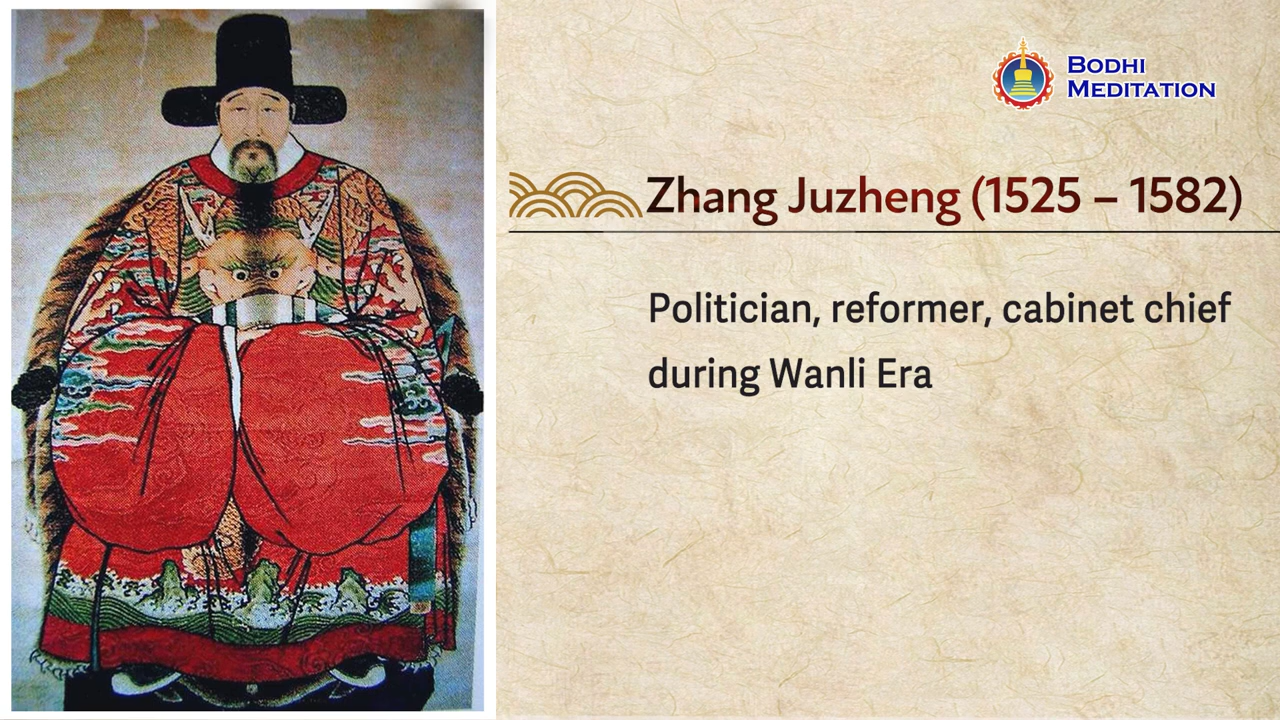 BODHI
MEDITATION
Zhang Juzheng (1525 – 1582)
Politician, reformer, cabinet chief
during Wanli Era